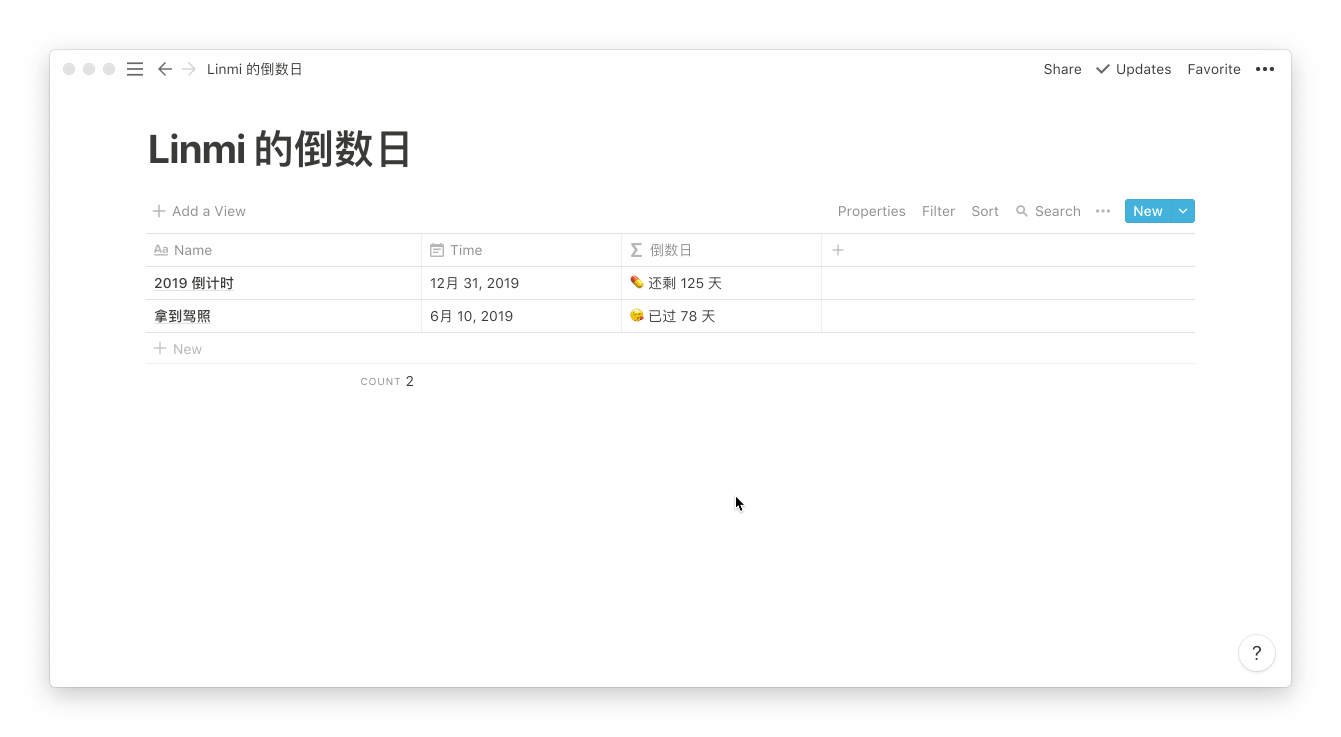 Linmi 的倒数日 Share Updates Favorite
Linmi 的倒数日
Add a View Properties Filter Sort Search New
Aa Name Time Σ 倒数日
2019 倒计时 12月 31, 2019 💊 还剩 125 天
拿到驾照 6月 10, 2019 😋 已过 78 天
New
COUNT 2
?